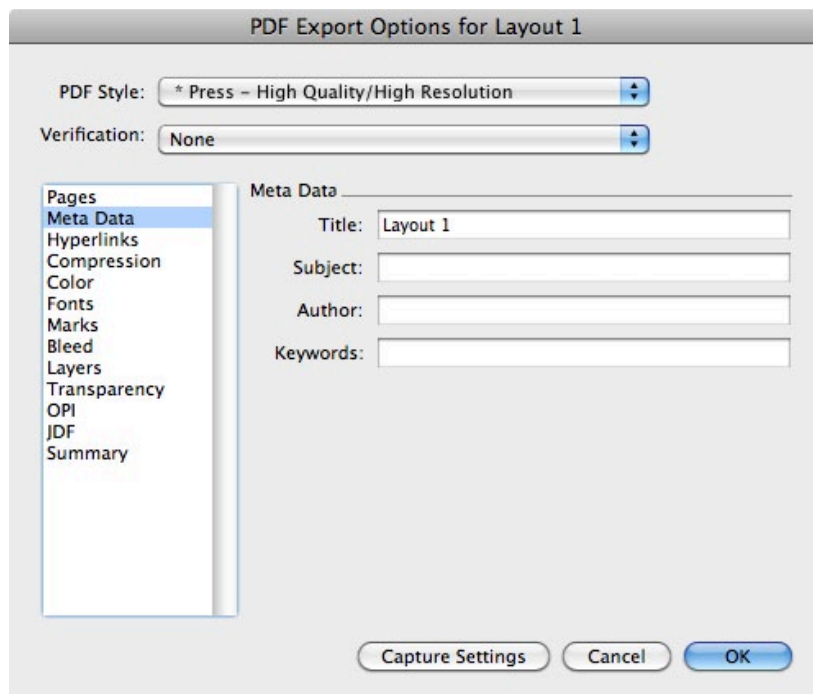 PDF Export Options for Layout 1
PDF Style: * Press – High Quality/High Resolution
Verification: None
Pages
Meta Data
Hyperlinks
Compression
Color
Fonts
Marks
Bleed
Layers
Transparency
OPI
JDF
Summary
Meta Data
Title: Layout 1
Subject:
Author:
Keywords:
Capture Settings Cancel OK